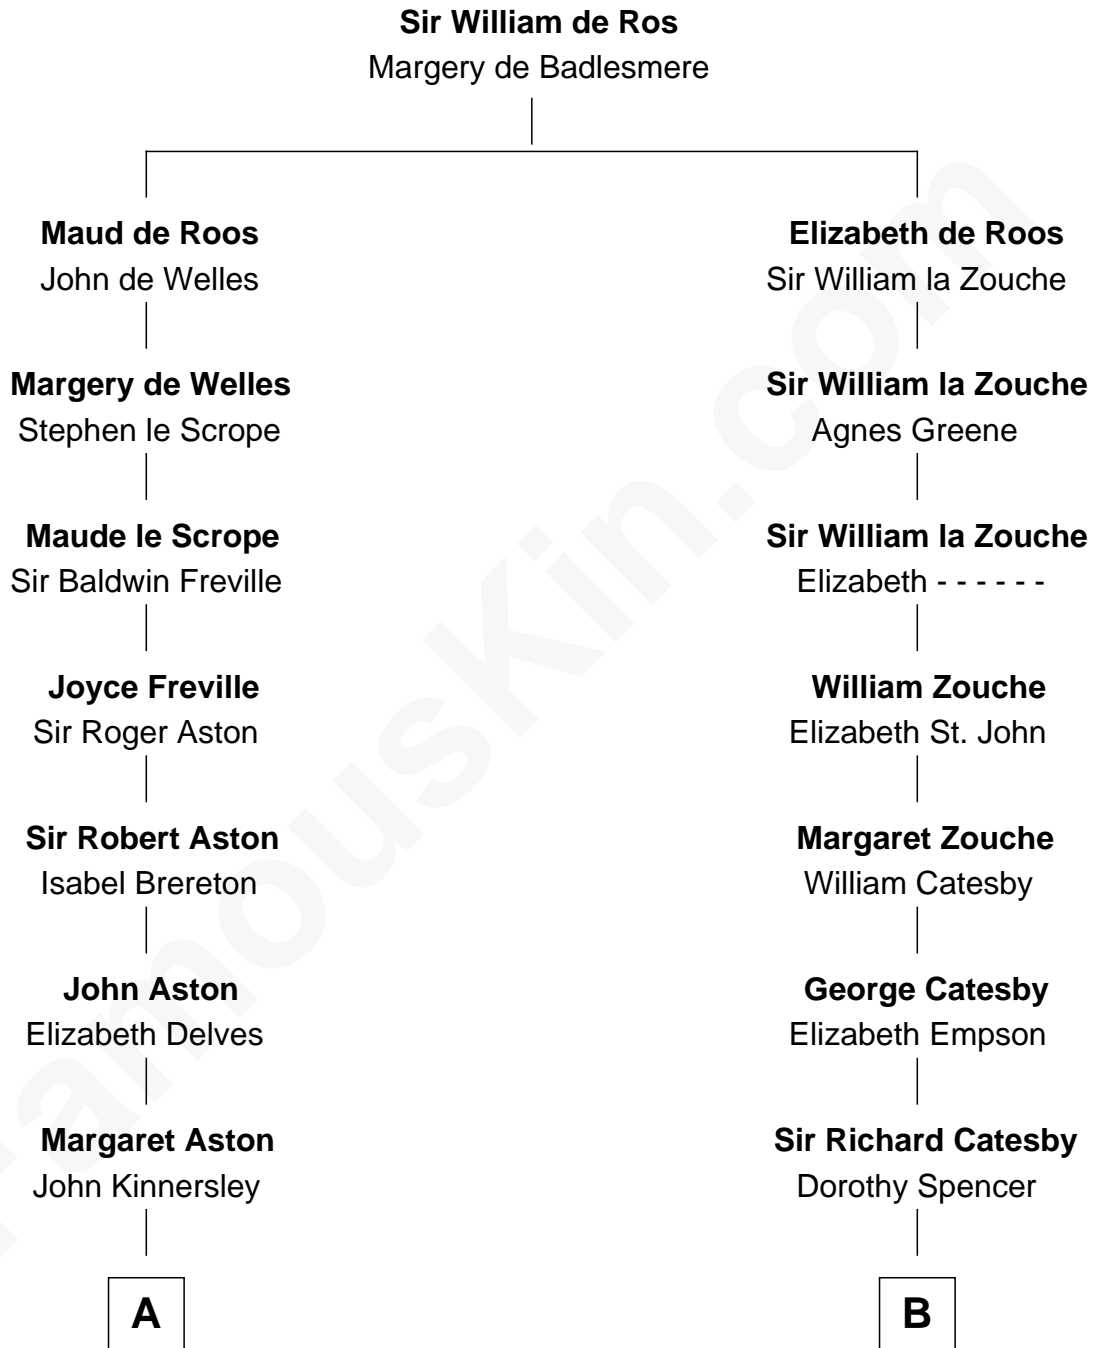 Sir William de Ros
Margery de Badlesmere
Maud de Roos
John de Welles
Margery de Welles
Stephen le Scrope
Maude le Scrope
Sir Baldwin Freville
Joyce Freville
Sir Roger Aston
Sir Robert Aston
Isabel Brereton
John Aston
Elizabeth Delves
Margaret Aston
John Kinnersley
A
Elizabeth de Roos
Sir William la Zouche
Sir William la Zouche
Agnes Greene
Sir William la Zouche
Elizabeth - - - - - -
William Zouche
Elizabeth St. John
Margaret Zouche
William Catesby
George Catesby
Elizabeth Empson
Sir Richard Catesby
Dorothy Spencer
B
FamousKin.com